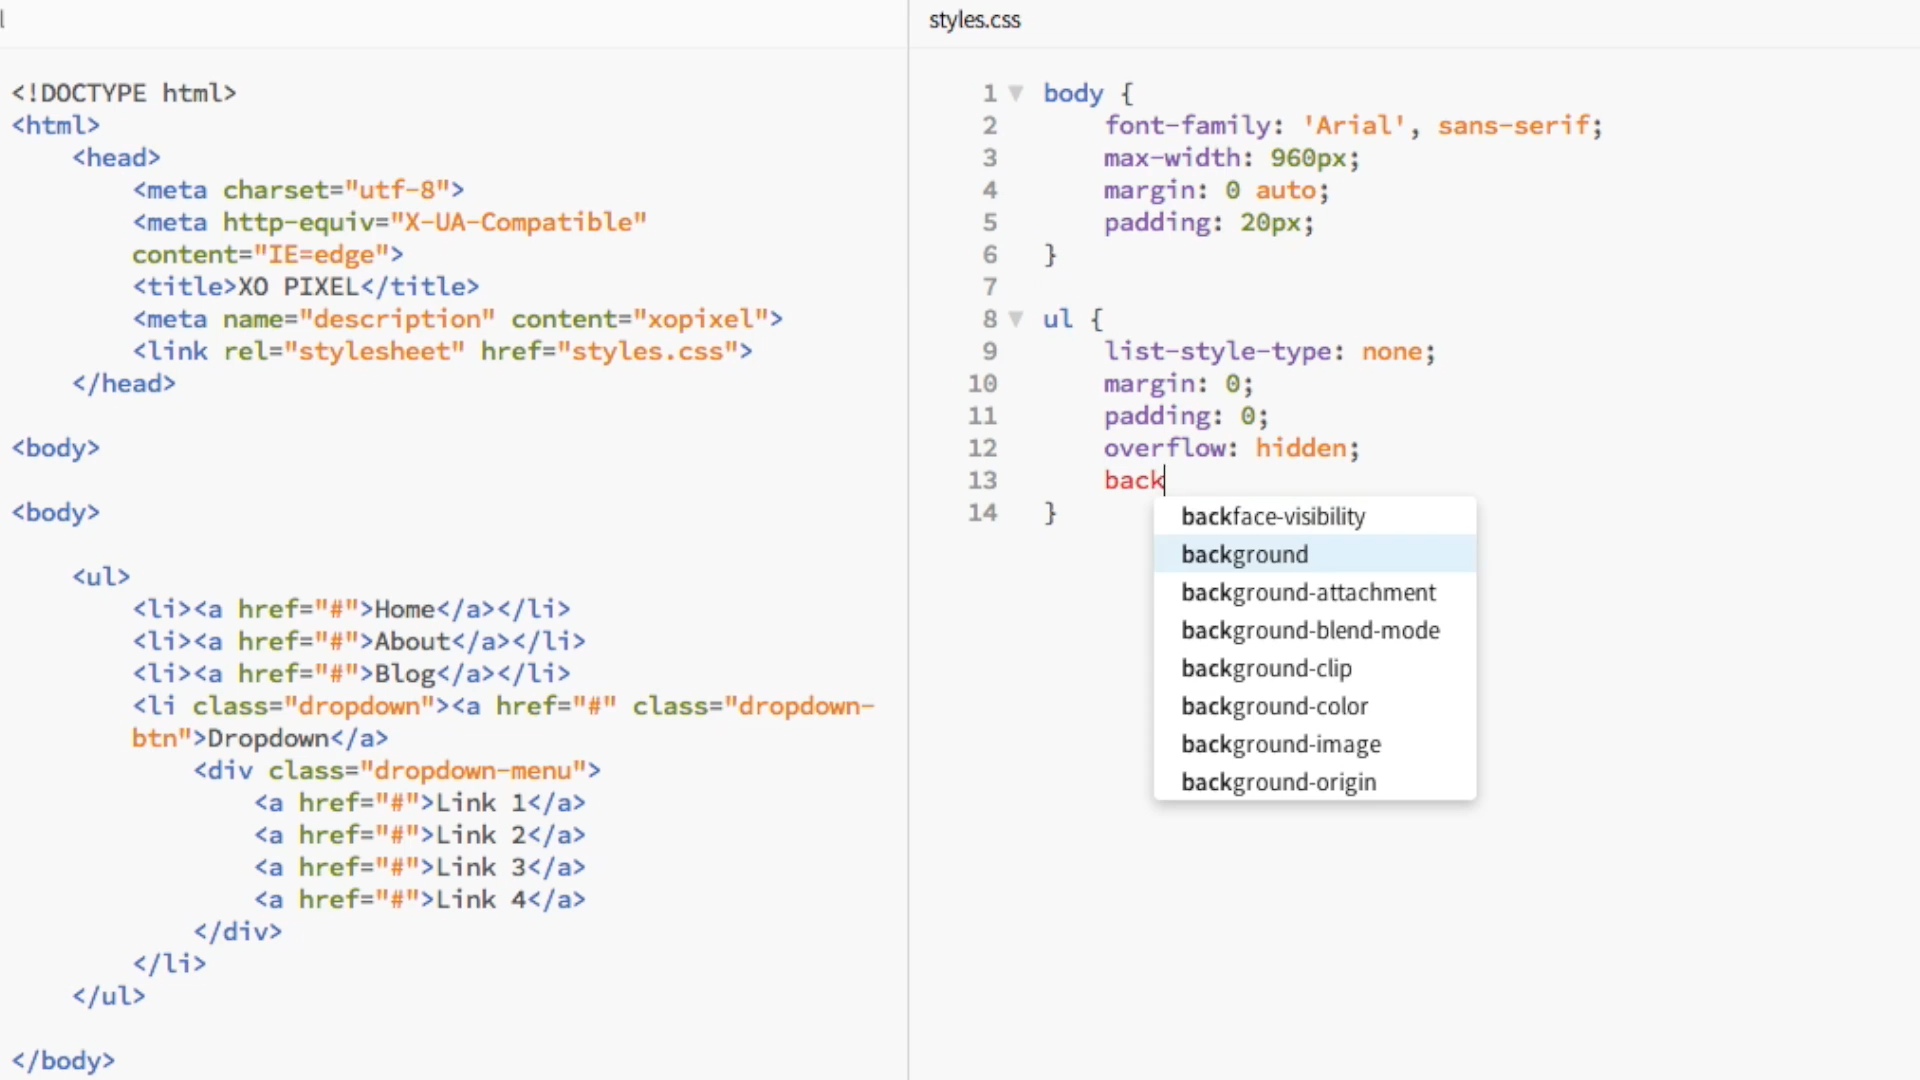 l
<!DOCTYPE html>
<html>
<head>
<meta charset="utf-8">
<meta http-equiv="X-UA-Compatible"
content="IE=edge">
<title>XO PIXEL</title>
<meta name="description" content="xopixel">
<link rel="stylesheet" href="styles.css">
</head>
<body>
<body>
<ul>
<li><a href="#">Home</a></li>
<li><a href="#">About</a></li>
<li><a href="#">Blog</a></li>
<li class="dropdown"><a href="#" class="dropdown-
btn">Dropdown</a>
<div class="dropdown-menu">
<a href="#">Link 1</a>
<a href="#">Link 2</a>
<a href="#">Link 3</a>
<a href="#">Link 4</a>
</div>
</li>
</ul>
</body>
styles.css
1 body {
2 font-family: 'Arial', sans-serif;
3 max-width: 960px;
4 margin: 0 auto;
5 padding: 20px;
6 }
7
8 ul {
9 list-style-type: none;
10 margin: 0;
11 padding: 0;
12 overflow: hidden;
13 back
14 }
backface-visibility
background
background-attachment
background-blend-mode
background-clip
background-color
background-image
background-origin